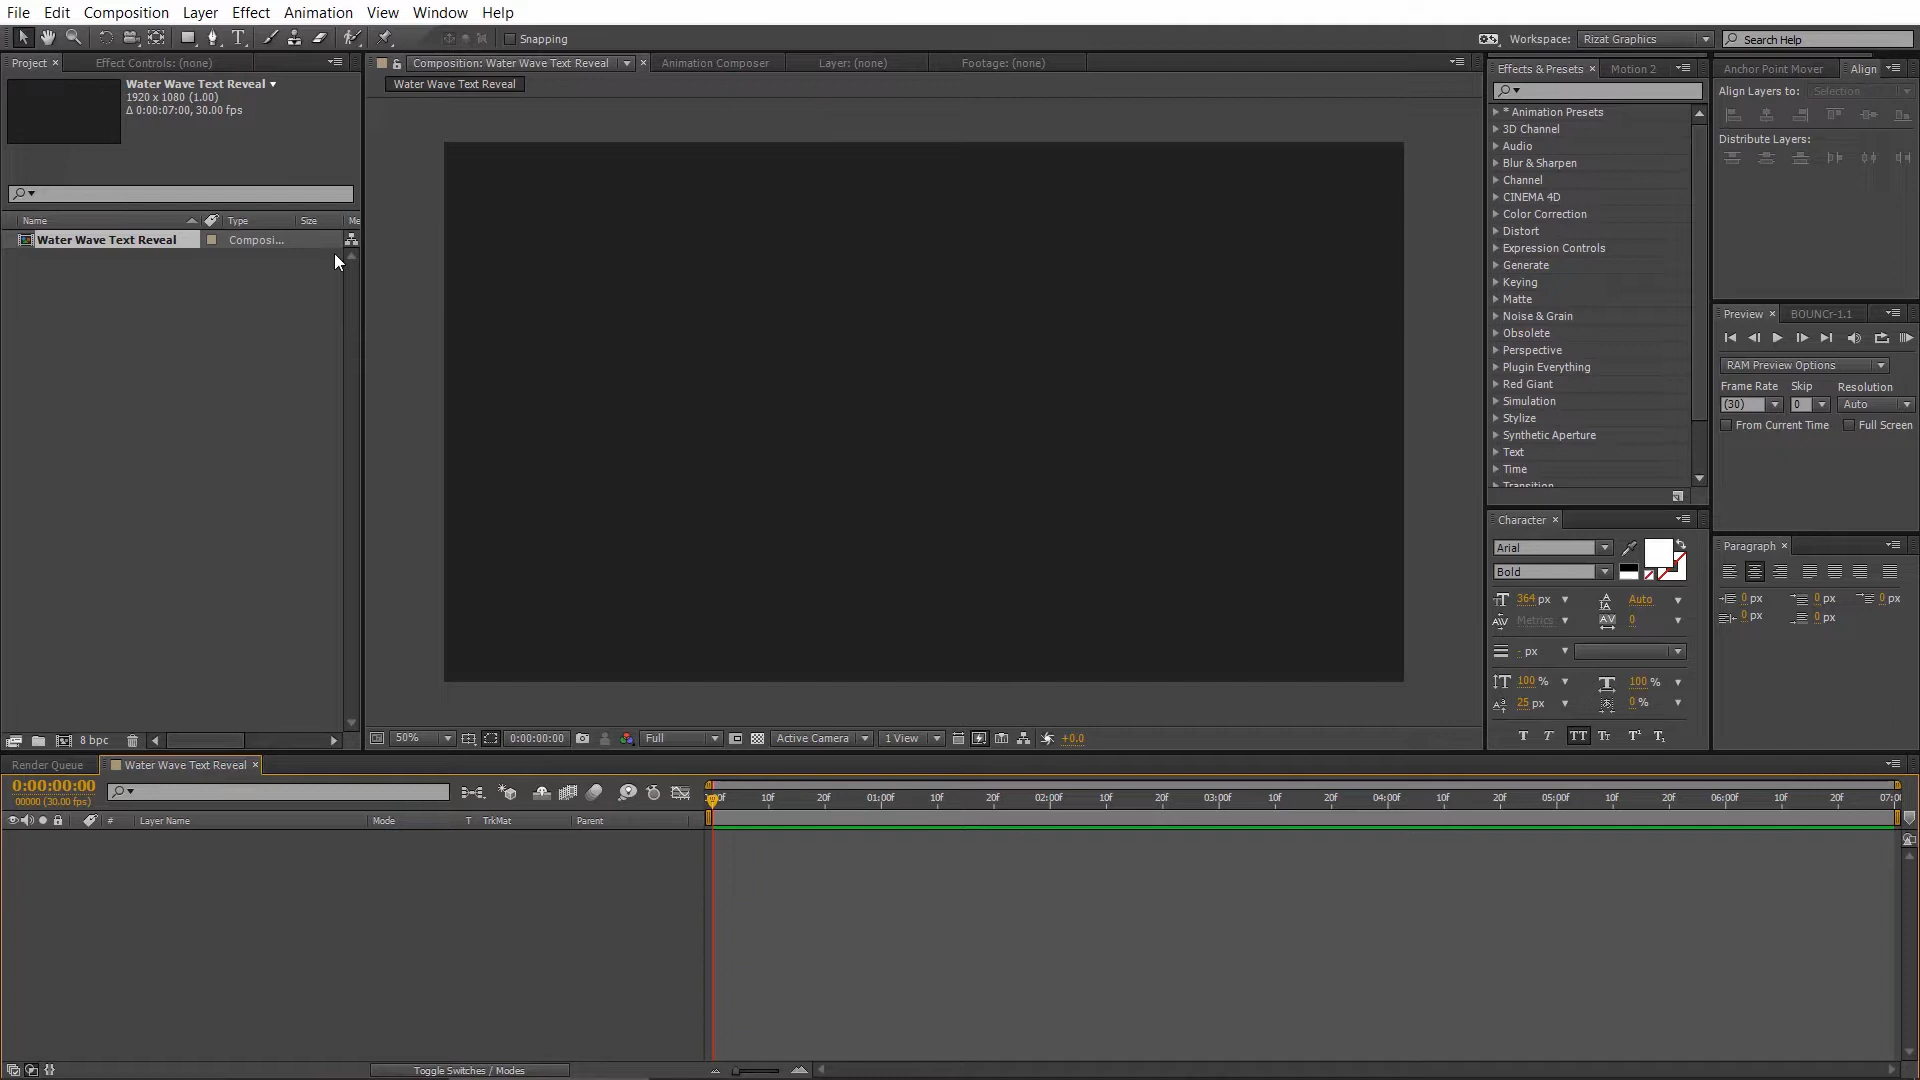 File Edit Composition Layer Effect Animation View Window Help
Snapping
Workspace: Rizat Graphics Search Help
Project × Effect Controls: (none)
Water Wave Text Reveal
1920 x 1080 (1.00)
Δ 0:00:07:00, 30.00 fps
Name Type Size Me
Water Wave Text Reveal Composi...
8 bpc
Composition: Water Wave Text Reveal × Animation Composer Layer: (none) Footage: (none)
Water Wave Text Reveal
50% 0:00:00:00 Full Active Camera 1 View +0.0
Effects & Presets × Motion 2
* Animation Presets
3D Channel
Audio
Blur & Sharpen
Channel
CINEMA 4D
Color Correction
Distort
Expression Controls
Generate
Keying
Matte
Noise & Grain
Obsolete
Perspective
Plugin Everything
Red Giant
Simulation
Stylize
Synthetic Aperture
Text
Time
Transition
Character ×
Arial
Bold
364 px Auto
Metrics 0
- px
100 % 100 %
25 px 0 %
T T TT Tт T¹ T₁
Anchor Point Mover Align
Align Layers to: Selection
Distribute Layers:
Preview × BOUNCr-1.1
RAM Preview Options
Frame Rate Skip Resolution
(30) 0 Auto
From Current Time Full Screen
Paragraph ×
0 px 0 px 0 px
0 px 0 px
Render Queue Water Wave Text Reveal ×
0:00:00:00
00000 (30.00 fps)
# Layer Name Mode T TrkMat Parent
:00f 10f 20f 01:00f 10f 20f 02:00f 10f 20f 03:00f 10f 20f 04:00f 10f 20f 05:00f 10f 20f 06:00f 10f 20f 07:00
Toggle Switches / Modes